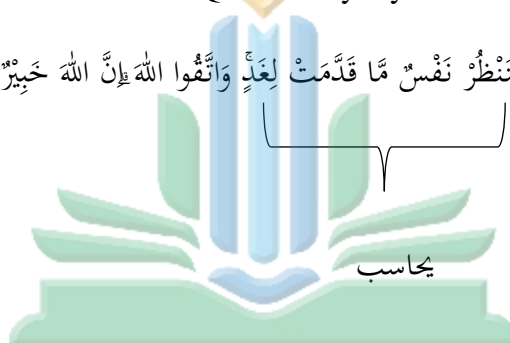 تَنْظُرْ نَفْسٌ مَّا قَدَّمَتْ لِغَدٍۚ وَاتَّقُوا اللّٰهَ ۗاِنَّ اللّٰهَ خَبِيْرٌ
يحاسب